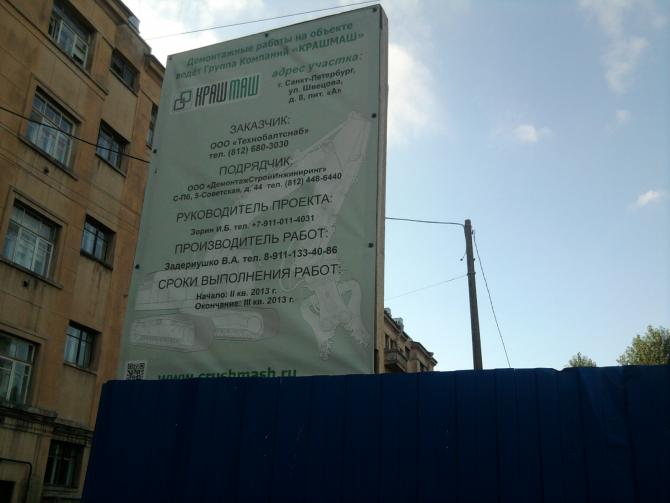 Демонтажные работы на объекте
ведёт Группа Компаний «КРАШМАШ»
КРАШМАШ
адрес участка:
г. Санкт-Петербург,
ул. Швецова,
д. 8, лит. «А»
ЗАКАЗЧИК:
ООО «Технобалтснаб»
тел. (812) 680-3030
ПОДРЯДЧИК:
ООО «ДемонтажСтройИнжиниринг»
С-Пб, 5-Советская, д. 44 тел. (812) 448-6440
РУКОВОДИТЕЛЬ ПРОЕКТА:
Зорин И.Б. тел. +7-911-011-4031
ПРОИЗВОДИТЕЛЬ РАБОТ:
Задериушко В.А. тел. 8-911-133-40-86
СРОКИ ВЫПОЛНЕНИЯ РАБОТ:
Начало: II кв. 2013 г.
Окончание: III кв. 2013 г.
www.crushmash.ru